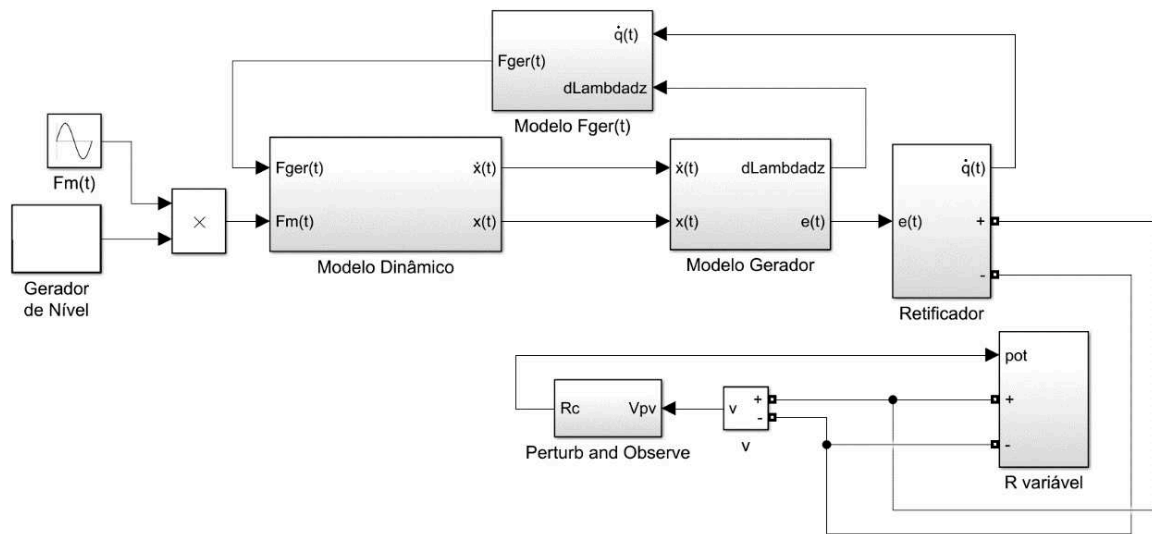 q̇(t)
Fger(t)
dLambdadz
Modelo Fger(t)
Fm(t)
×
Gerador
de Nível
Fger(t)
ẋ(t)
Fm(t)
x(t)
Modelo Dinâmico
ẋ(t)
dLambdadz
x(t)
e(t)
Modelo Gerador
q̇(t)
e(t)
+
-
Retificador
pot
+
-
R variável
Rc
Vpv
Perturb and Observe
v
+
-
v